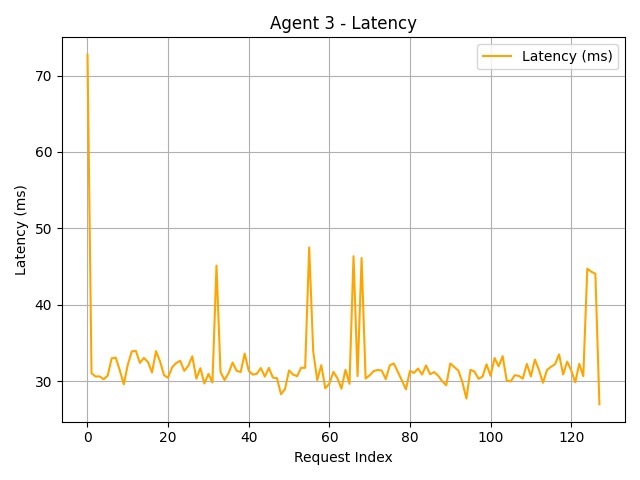 Agent 3 - Latency
Latency (ms)
70
60
50
40
30
Latency (ms)
0 20 40 60 80 100 120
Request Index